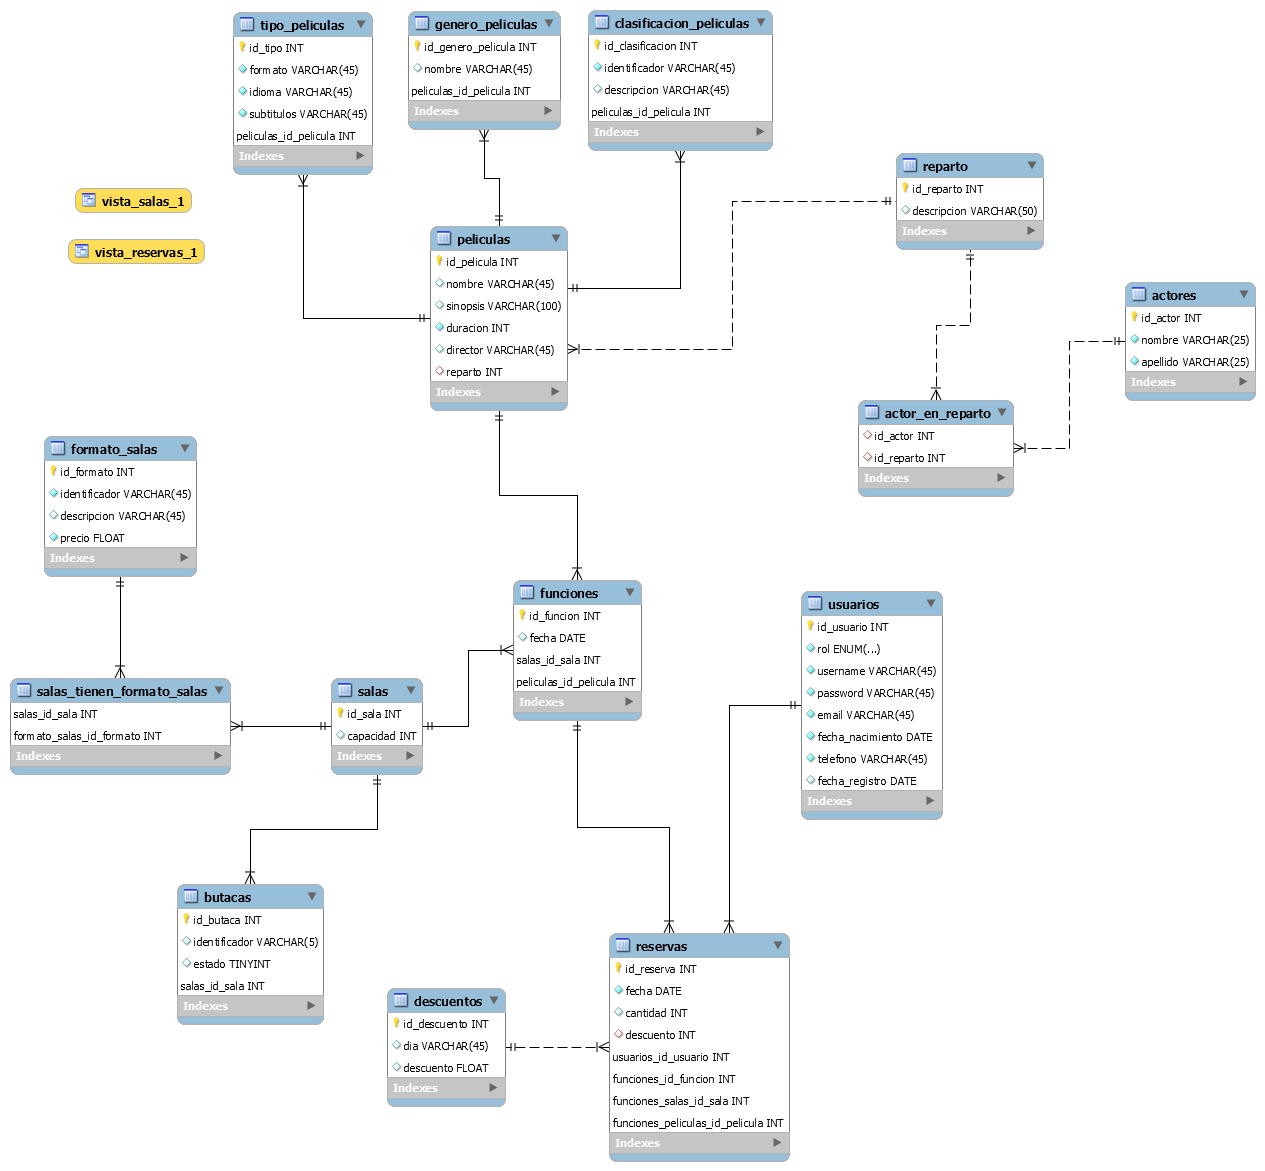 tipo_peliculas
id_tipo INT
formato VARCHAR(45)
idioma VARCHAR(45)
subtitulos VARCHAR(45)
peliculas_id_pelicula INT
Indexes
genero_peliculas
id_genero_pelicula INT
nombre VARCHAR(45)
peliculas_id_pelicula INT
Indexes
clasificacion_peliculas
id_clasificacion INT
identificador VARCHAR(45)
descripcion VARCHAR(45)
peliculas_id_pelicula INT
Indexes
vista_salas_1
vista_reservas_1
reparto
id_reparto INT
descripcion VARCHAR(50)
Indexes
peliculas
id_pelicula INT
nombre VARCHAR(45)
sinopsis VARCHAR(100)
duracion INT
director VARCHAR(45)
reparto INT
Indexes
actores
id_actor INT
nombre VARCHAR(25)
apellido VARCHAR(25)
Indexes
actor_en_reparto
id_actor INT
id_reparto INT
Indexes
formato_salas
id_formato INT
identificador VARCHAR(45)
descripcion VARCHAR(45)
precio FLOAT
Indexes
funciones
id_funcion INT
fecha DATE
salas_id_sala INT
peliculas_id_pelicula INT
Indexes
usuarios
id_usuario INT
rol ENUM(...)
username VARCHAR(45)
password VARCHAR(45)
email VARCHAR(45)
fecha_nacimiento DATE
telefono VARCHAR(45)
fecha_registro DATE
Indexes
salas_tienen_formato_salas
salas_id_sala INT
formato_salas_id_formato INT
Indexes
salas
id_sala INT
capacidad INT
Indexes
butacas
id_butaca INT
identificador VARCHAR(5)
estado TINYINT
salas_id_sala INT
Indexes
descuentos
id_descuento INT
dia VARCHAR(45)
descuento FLOAT
Indexes
reservas
id_reserva INT
fecha DATE
cantidad INT
descuento INT
usuarios_id_usuario INT
funciones_id_funcion INT
funciones_salas_id_sala INT
funciones_peliculas_id_pelicula INT
Indexes